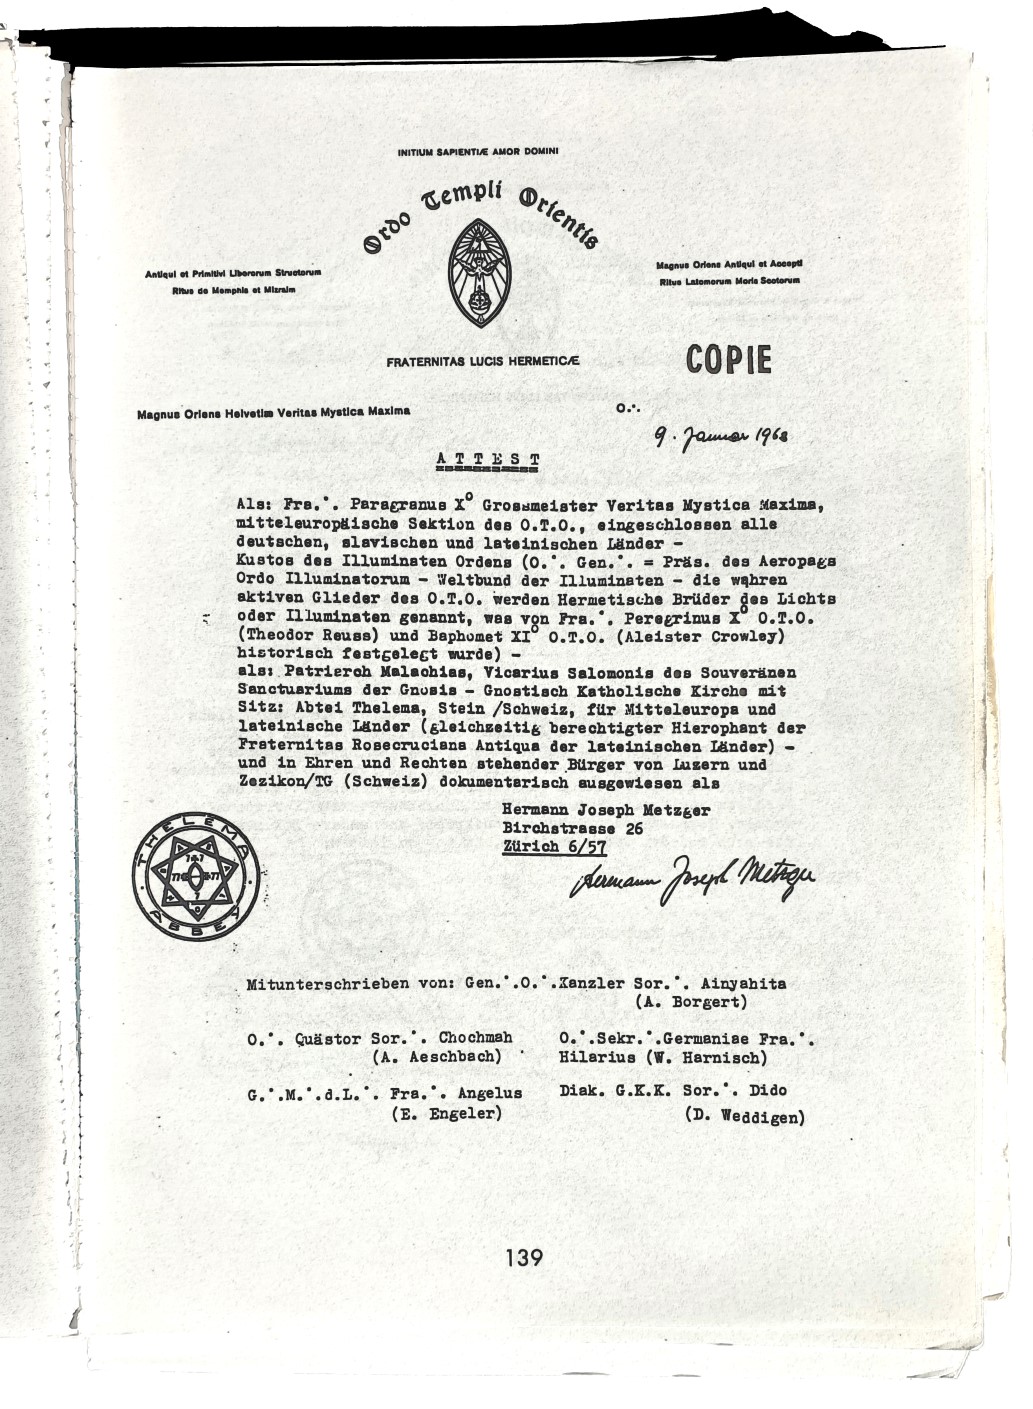 INITIUM SAPIENTIÆ AMOR DOMINI
Ordo Templi Orientis
Antiqui et Primitivi Liberorum Structorum
Ritus de Memphis et Mizraim
Magnus Oriens Antiqui et Accepti
Ritus Latomorum Moris Scotorum
FRATERNITAS LUCIS HERMETICÆ
COPIE
Magnus Oriens Helvetiæ Veritas Mystica Maxima
O.·.
9. Januar 1963
ATTEST
Als: Fra.·. Paragranus X° Grossmeister Veritas Mystica Maxima,
mitteleuropäische Sektion des O.T.O., eingeschlossen alle
deutschen, slavischen und lateinischen Länder -
Kustos des Illuminaten Ordens (O.·. Gen.·. = Präs. des Aeropags
Ordo Illuminatorum - Weltbund der Illuminaten - die wahren
aktiven Glieder des O.T.O. werden Hermetische Brüder des Lichts
oder Illuminaten genannt, was von Fra.·. Peregrinus X° O.T.O.
(Theodor Reuss) und Baphomet XI° O.T.O. (Aleister Crowley)
historisch festgelegt wurde) -
als: Patrierch Malachias, Vicarius Salomonis des Souveränen
Sanctuariums der Gnosis - Gnostisch Katholische Kirche mit
Sitz: Abtei Thelema, Stein /Schweiz, für Mitteleuropa und
lateinische Länder (gleichzeitig berechtigter Hierophant der
Fraternitas Rosecruciana Antiqua der lateinischen Länder) -
und in Ehren und Rechten stehender Bürger von Luzern und
Zezikon/TG (Schweiz) dokumentarisch ausgewiesen als
Hermann Joseph Metzger
Birchstrasse 26
Zürich 6/57
Hermann Joseph Metzger
THELEMA
7+7
77 77
7
ABBEY
Mitunterschrieben von: Gen.·.O.·.Kanzler Sor.·. Ainyahita
(A. Borgert)
O.·. Quästor Sor.·. Chochmah
(A. Aeschbach)
O.·.Sekr.·.Germaniae Fra.·.
Hilarius (W. Harnisch)
G.·.M.·.d.L.·. Fra.·. Angelus
(E. Engeler)
Diak. G.K.K. Sor.·. Dido
(D. Weddigen)
139